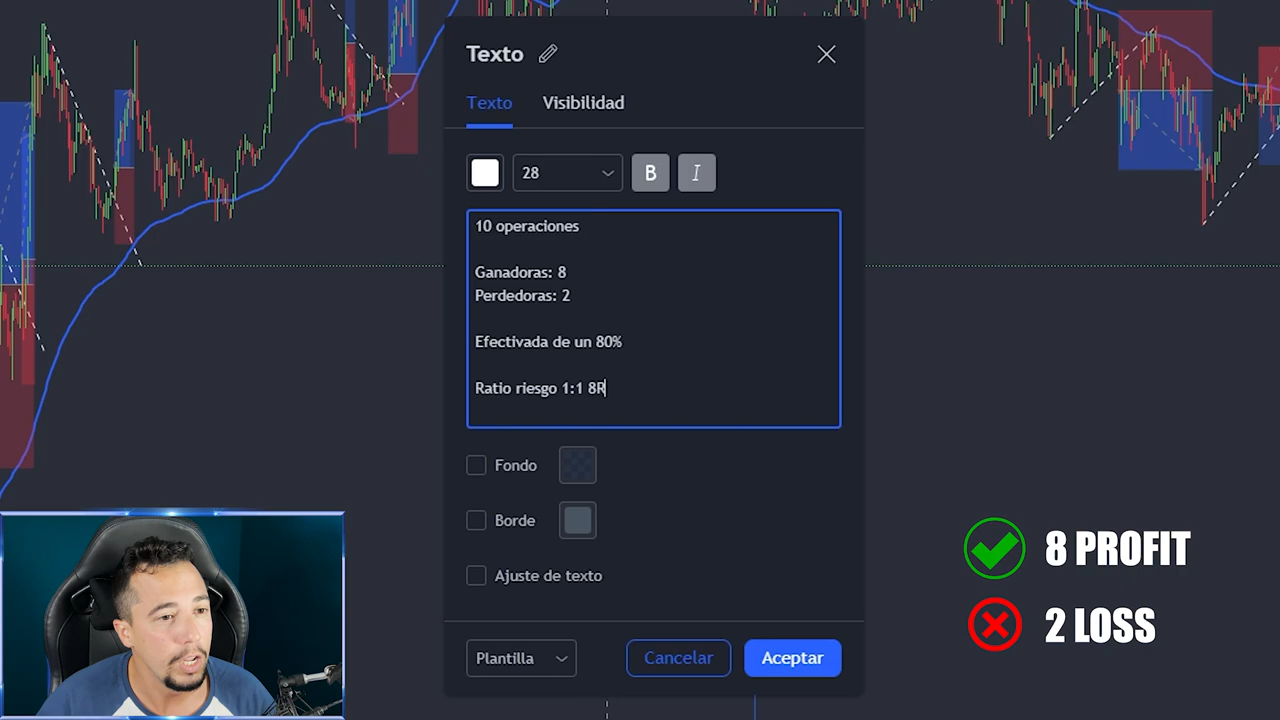 Texto
Texto Visibilidad
28 B I
10 operaciones
Ganadoras: 8
Perdedoras: 2
Efectivada de un 80%
Ratio riesgo 1:1 8R
Fondo
Borde
Ajuste de texto
Plantilla Cancelar Aceptar
8 PROFIT
2 LOSS